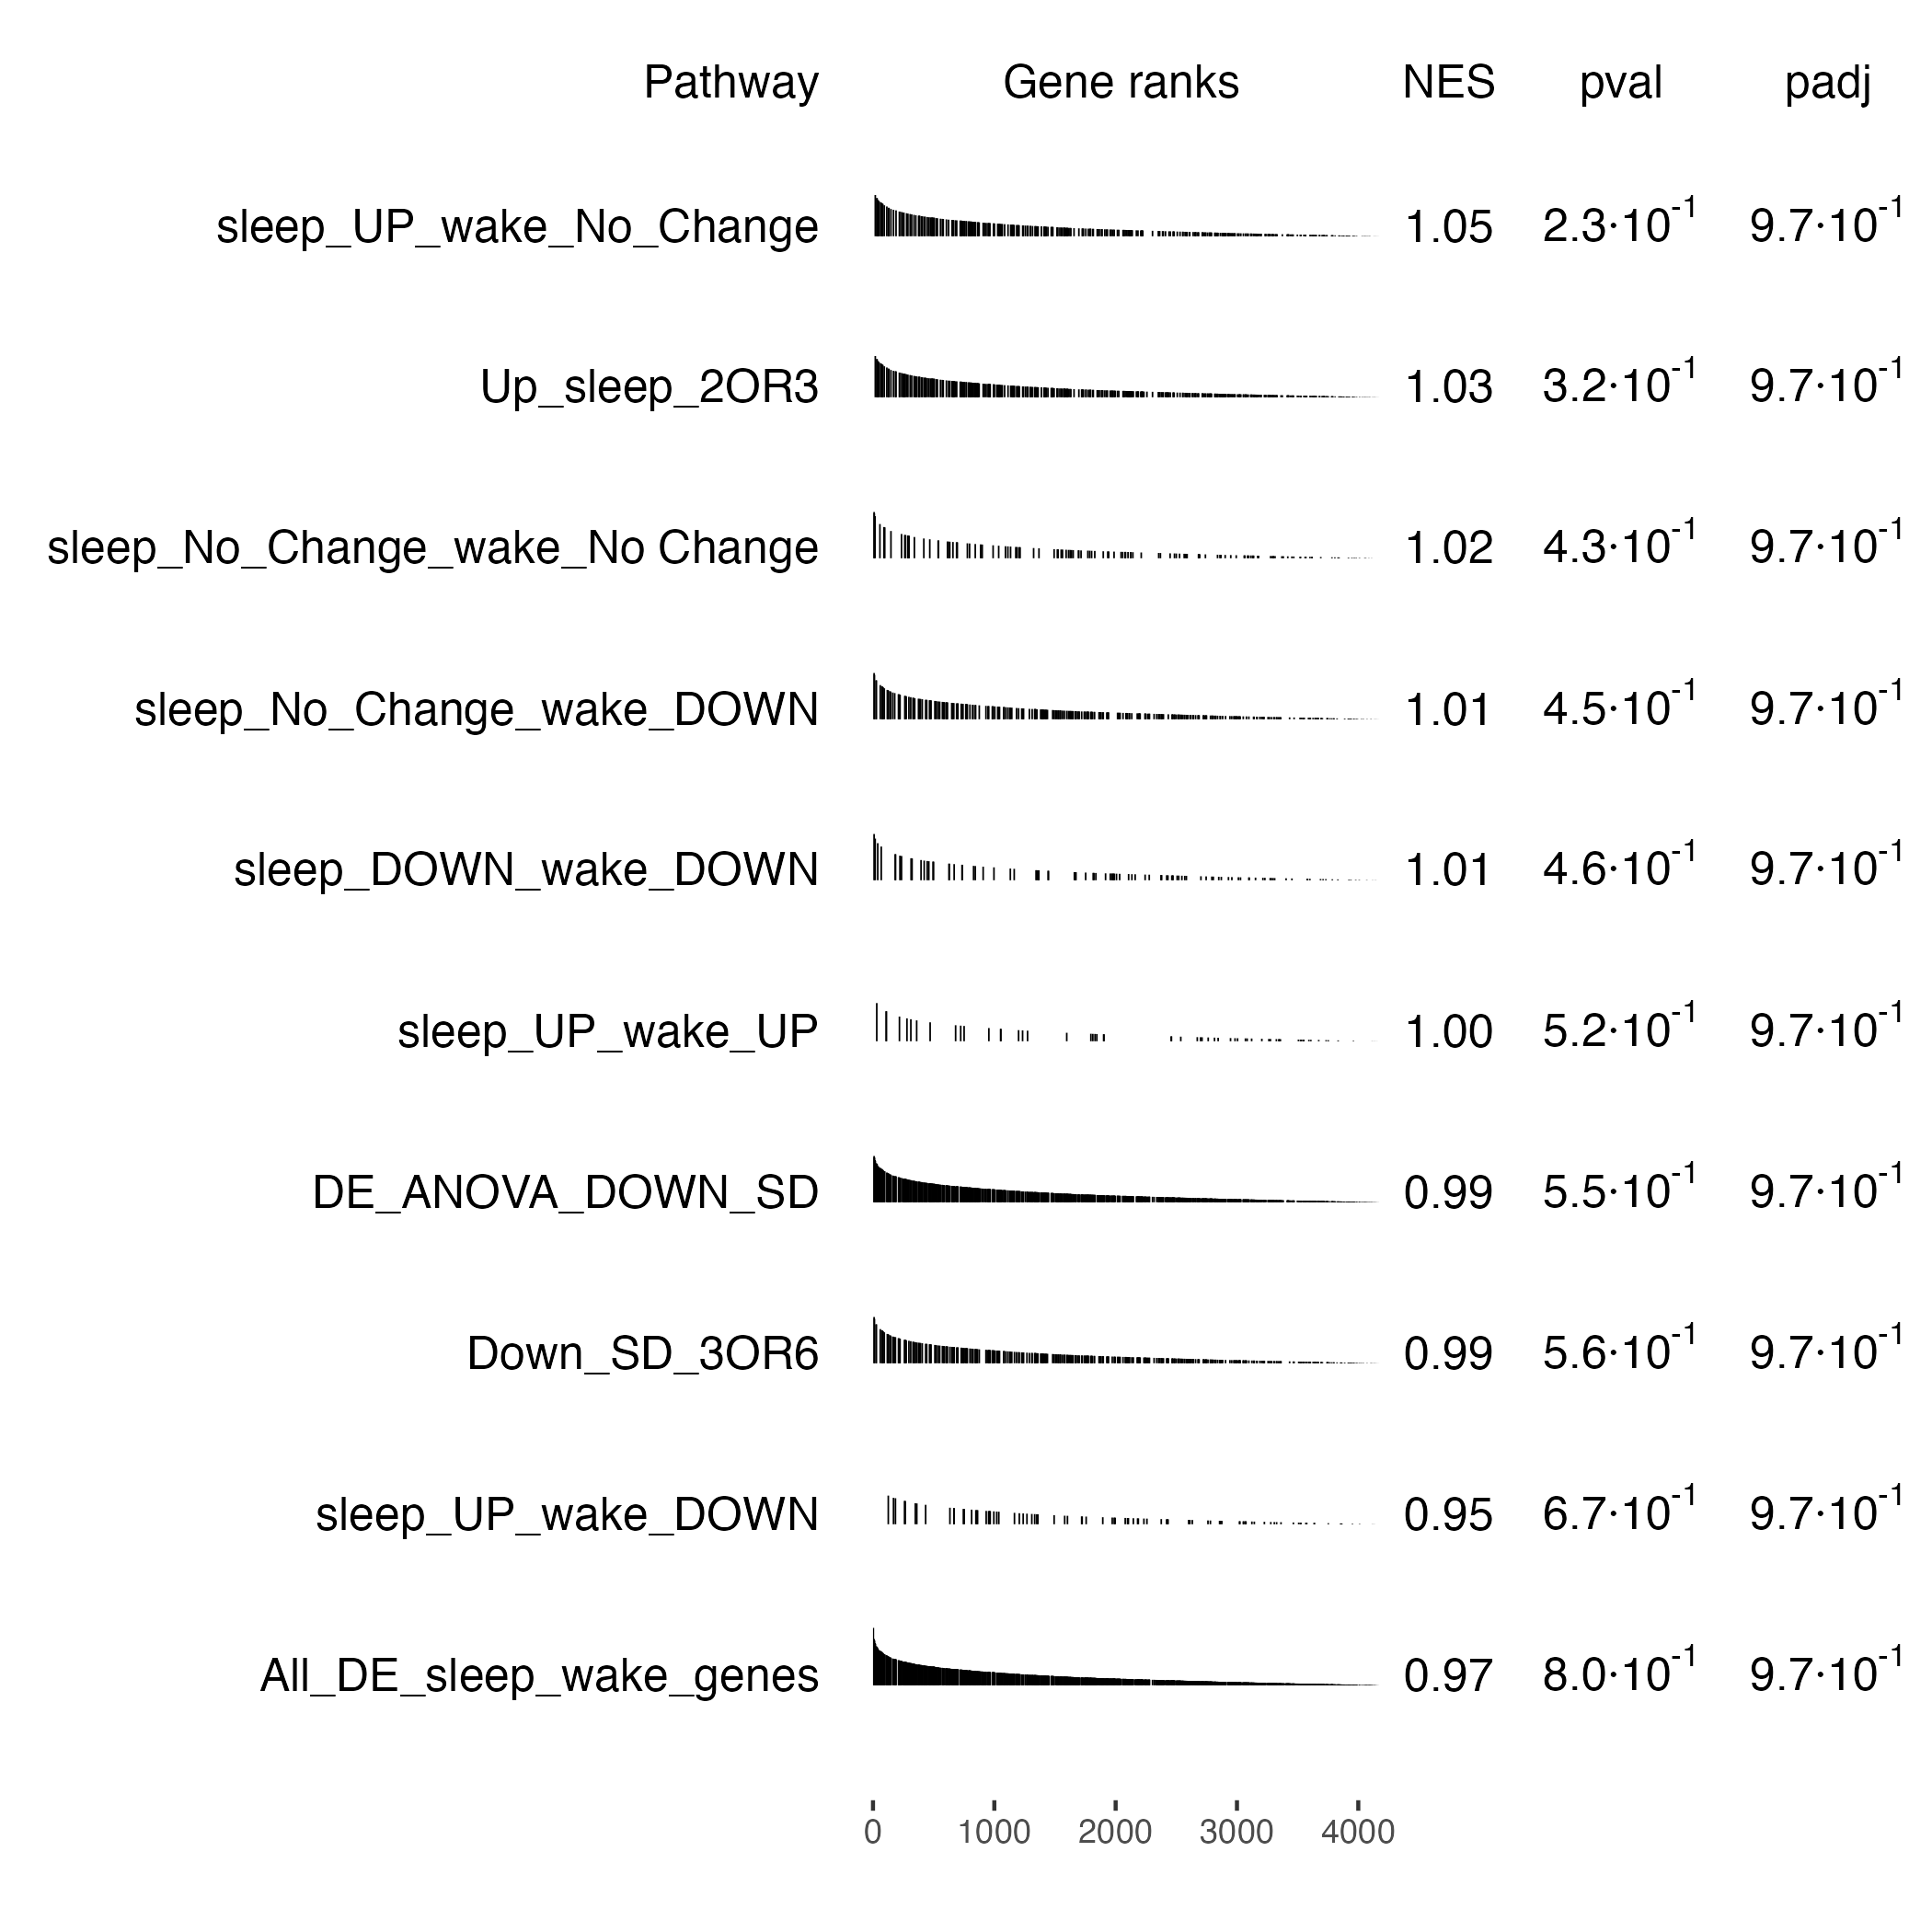 Pathway Gene ranks NES pval padj
sleep_UP_wake_No_Change 1.05 2.3·10⁻¹ 9.7·10⁻¹
Up_sleep_2OR3 1.03 3.2·10⁻¹ 9.7·10⁻¹
sleep_No_Change_wake_No Change 1.02 4.3·10⁻¹ 9.7·10⁻¹
sleep_No_Change_wake_DOWN 1.01 4.5·10⁻¹ 9.7·10⁻¹
sleep_DOWN_wake_DOWN 1.01 4.6·10⁻¹ 9.7·10⁻¹
sleep_UP_wake_UP 1.00 5.2·10⁻¹ 9.7·10⁻¹
DE_ANOVA_DOWN_SD 0.99 5.5·10⁻¹ 9.7·10⁻¹
Down_SD_3OR6 0.99 5.6·10⁻¹ 9.7·10⁻¹
sleep_UP_wake_DOWN 0.95 6.7·10⁻¹ 9.7·10⁻¹
All_DE_sleep_wake_genes 0.97 8.0·10⁻¹ 9.7·10⁻¹
0 1000 2000 3000 4000